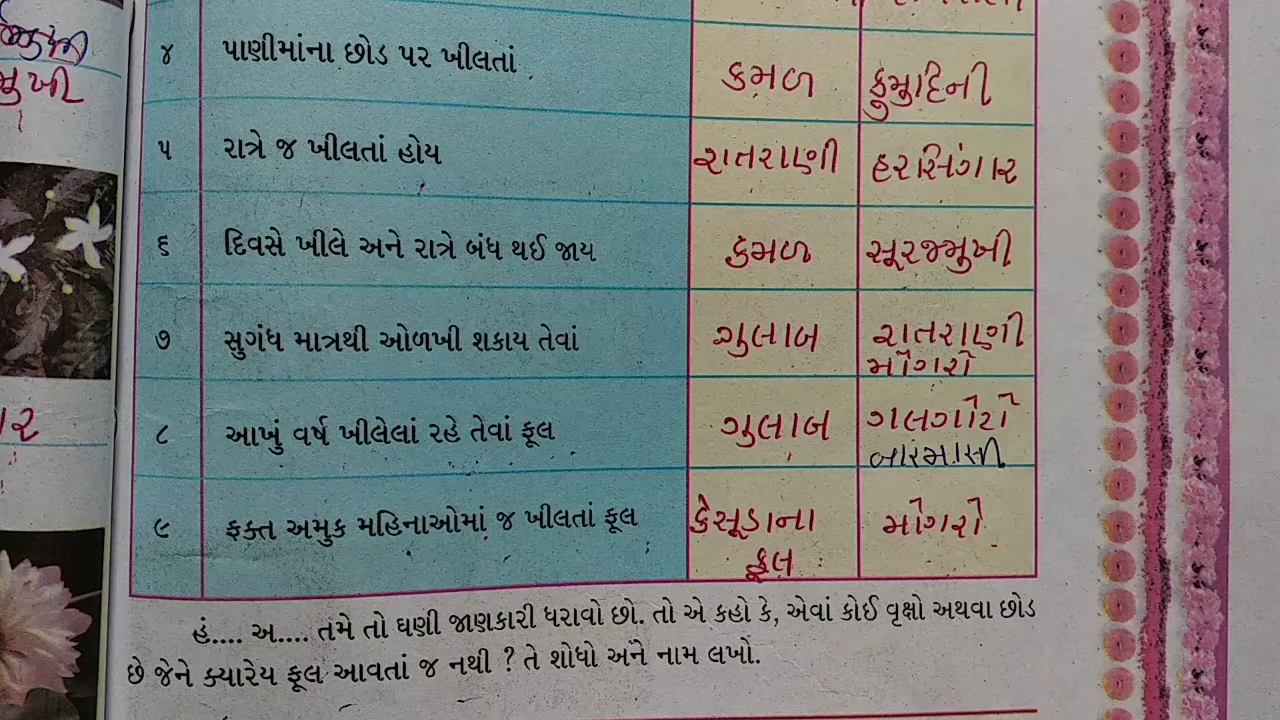 મુખી
૪ પાણીમાંના છોડ પર ખીલતાં કમળ કુમુદિની
૫ રાત્રે જ ખીલતાં હોય રાતરાણી હરસિંગાર
૬ દિવસે ખીલે અને રાત્રે બંધ થઈ જાય કમળ સૂરજમુખી
૭ સુગંધ માત્રથી ઓળખી શકાય તેવાં ગુલાબ રાતરાણી
મોગરો
૮ આખું વર્ષ ખીલેલાં રહે તેવાં ફૂલ ગુલાબ ગલગોટો
બારમાસી
૯ ફક્ત અમુક મહિનાઓમાં જ ખીલતાં ફૂલ કેસૂડાના મોગરો
ફૂલ
હં.... અ.... તમે તો ઘણી જાણકારી ધરાવો છો. તો એ કહો કે, એવાં કોઈ વૃક્ષો અથવા છોડ
છે જેને ક્યારેય ફૂલ આવતાં જ નથી ? તે શોધો અને નામ લખો.